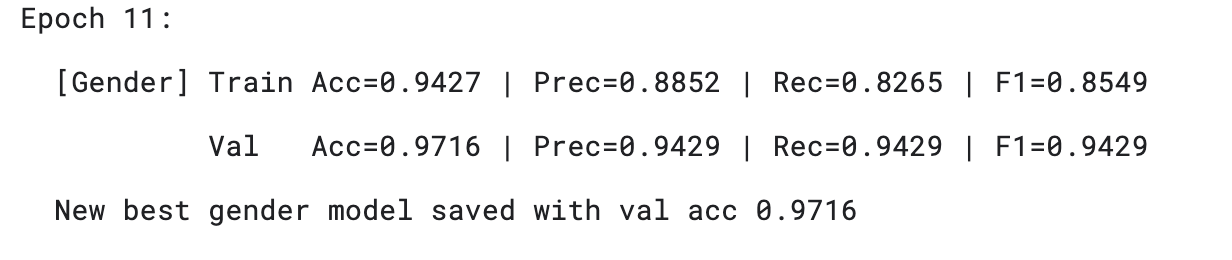 Epoch 11:
[Gender] Train Acc=0.9427 | Prec=0.8852 | Rec=0.8265 | F1=0.8549
Val Acc=0.9716 | Prec=0.9429 | Rec=0.9429 | F1=0.9429
New best gender model saved with val acc 0.9716